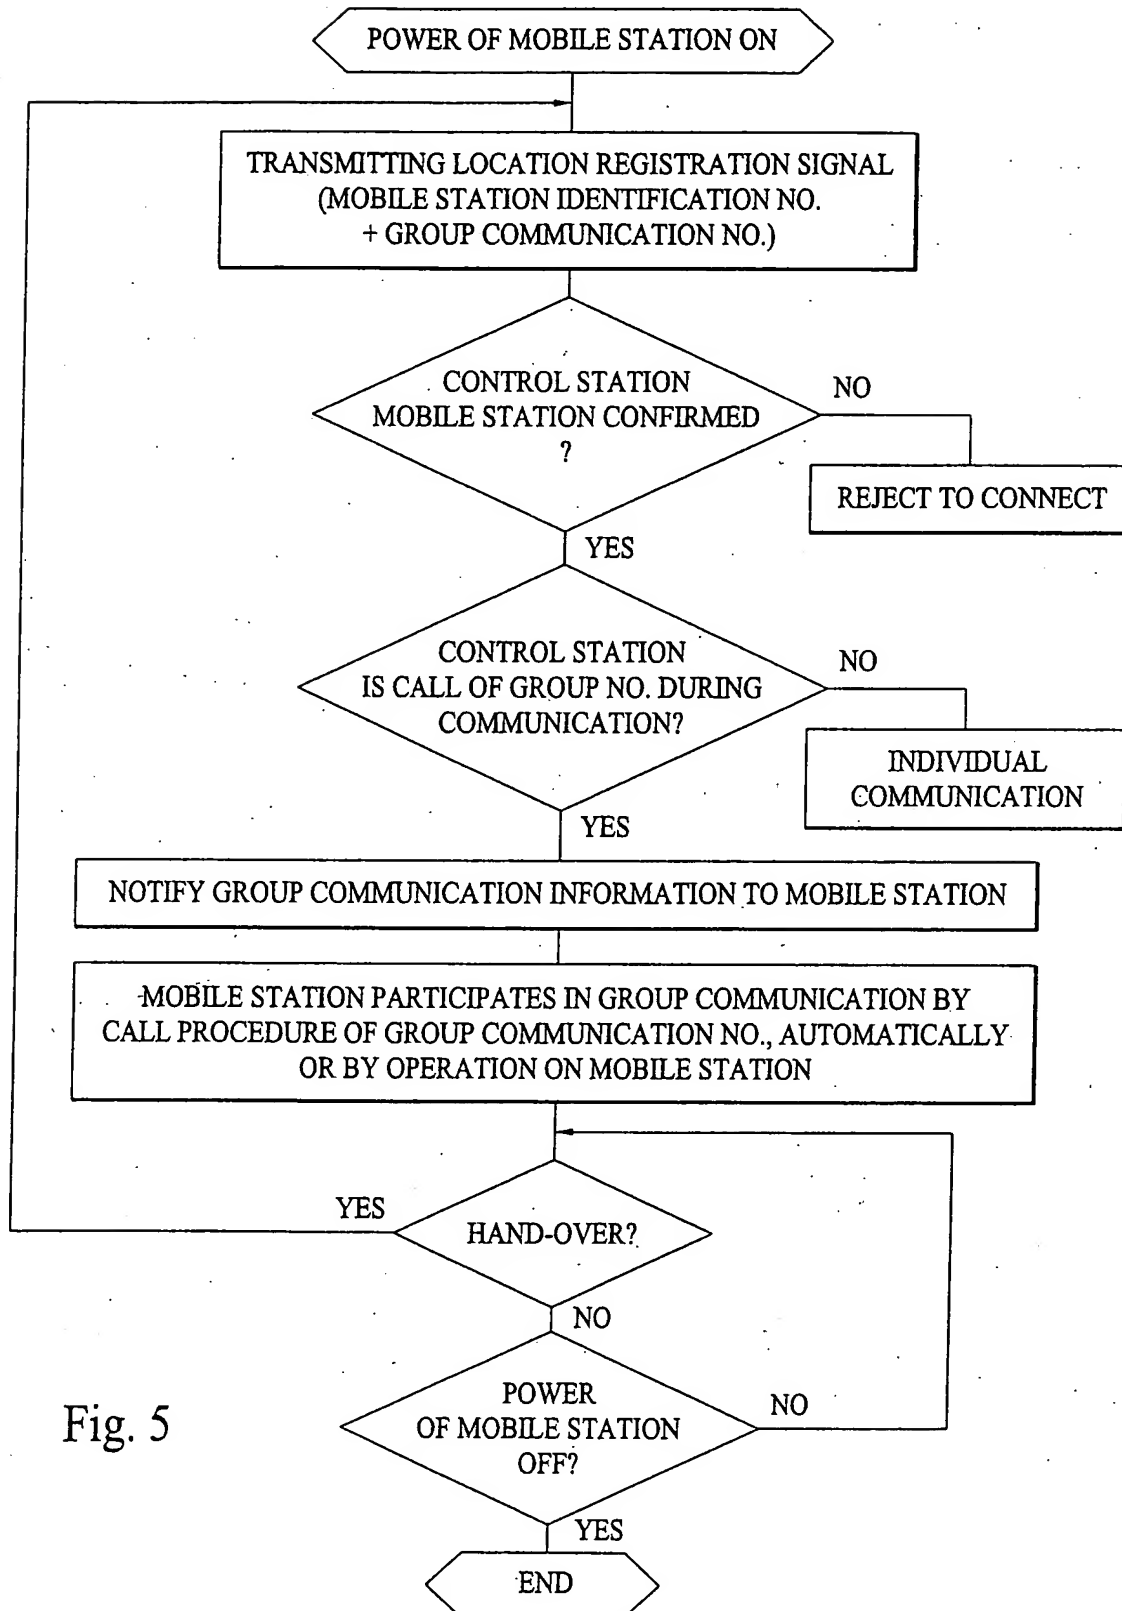 POWER OF MOBILE STATION ON
TRANSMITTING LOCATION REGISTRATION SIGNAL
(MOBILE STATION IDENTIFICATION NO.
+ GROUP COMMUNICATION NO.)
CONTROL STATION
MOBILE STATION CONFIRMED
?
NO
REJECT TO CONNECT
YES
CONTROL STATION
IS CALL OF GROUP NO. DURING
COMMUNICATION?
NO
INDIVIDUAL
COMMUNICATION
YES
NOTIFY GROUP COMMUNICATION INFORMATION TO MOBILE STATION
MOBILE STATION PARTICIPATES IN GROUP COMMUNICATION BY
CALL PROCEDURE OF GROUP COMMUNICATION NO., AUTOMATICALLY
OR BY OPERATION ON MOBILE STATION
YES
HAND-OVER?
NO
POWER
OF MOBILE STATION
OFF?
NO
YES
END
Fig. 5